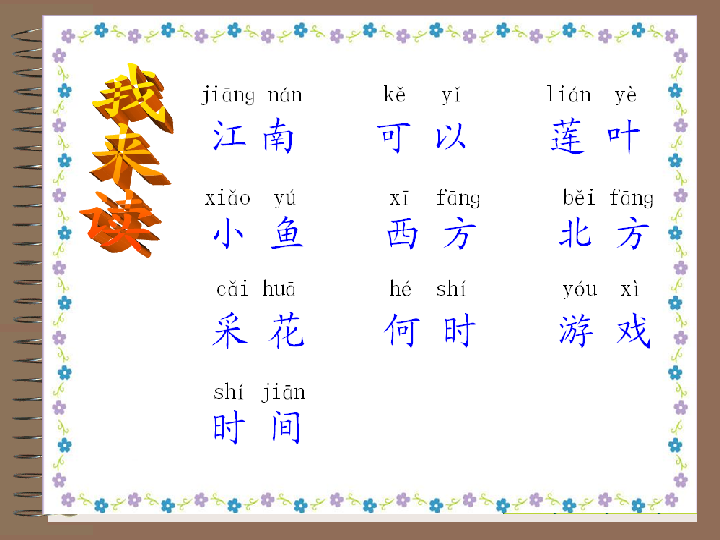 我来读
jiāng nán kě yǐ lián yè
江南 可以 莲叶
xiǎo yú xī fāng běi fāng
小鱼 西方 北方
cǎi huā hé shí yóu xì
采花 何时 游戏
shí jiān
时间